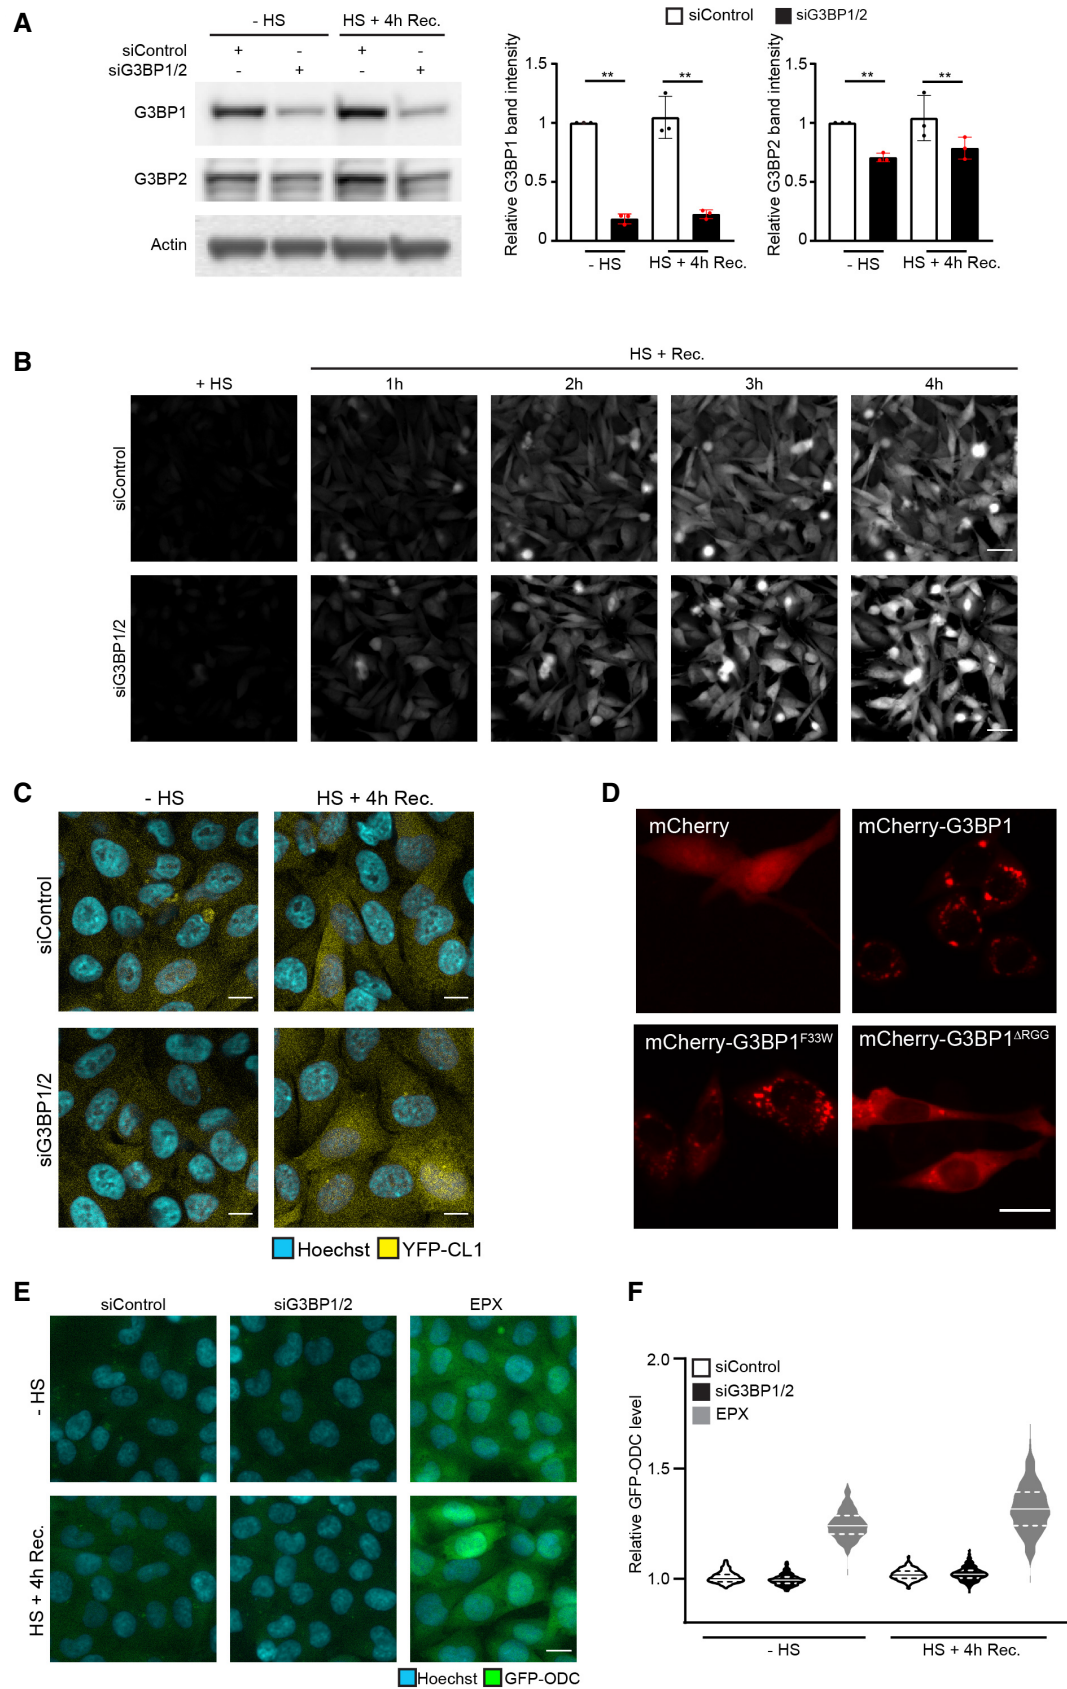 A
- HS
HS + 4h Rec.
siControl
+
-
+
-
siG3BP1/2
-
+
-
+
G3BP1
G3BP2
Actin
siControl
siG3BP1/2
Relative G3BP1 band intensity
1.5
1
0.5
0
**
**
- HS
HS + 4h Rec.
Relative G3BP2 band intensity
1.5
1
0.5
0
**
**
- HS
HS + 4h Rec.
B
HS + Rec.
+ HS
1h
2h
3h
4h
siControl
siG3BP1/2
C
- HS
HS + 4h Rec.
siControl
siG3BP1/2
Hoechst
YFP-CL1
D
mCherry
mCherry-G3BP1
mCherry-G3BP1F33W
mCherry-G3BP1ΔRGG
E
siControl
siG3BP1/2
EPX
- HS
HS + 4h Rec.
Hoechst
GFP-ODC
F
Relative GFP-ODC level
2.0
1.5
1.0
siControl
siG3BP1/2
EPX
- HS
HS + 4h Rec.